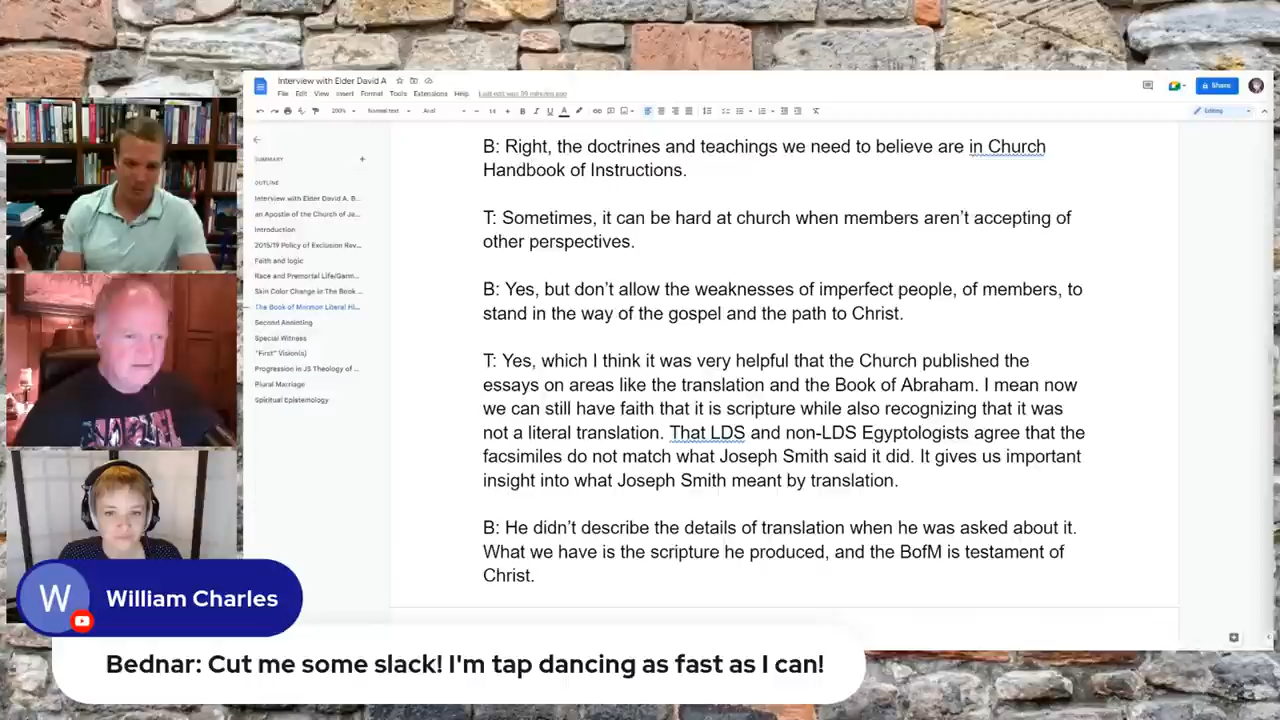 Interview with Elder David A
File Edit View Insert Format Tools Extensions Help
Share
200% Normal text Arial 14
Editing
SUMMARY
OUTLINE
Interview with Elder David A. B...
an Apostle of the Church of Je...
Introduction
2015/19 Policy of Exclusion Rev...
Faith and logic
Race and Premortal Life/Garm...
Skin Color Change in The Book ...
The Book of Mormon Literal Hi...
Second Anointing
Special Witness
"First" Vision(s)
Progression in JS Theology of ...
Plural Marriage
Spiritual Epistemology
B: Right, the doctrines and teachings we need to believe are in Church
Handbook of Instructions.
T: Sometimes, it can be hard at church when members aren't accepting of
other perspectives.
B: Yes, but don't allow the weakness of imperfect people, of members, to
stand in the way of the gospel and the path to Christ.
T: Yes, which I think it was very helpful that the Church published the
essays on areas like the translation and the Book of Abraham. I mean now
we can still have faith that it is scripture while also recognizing that it was
not a literal translation. That LDS and non-LDS Egyptologists agree that the
facsimiles do not match what Joseph Smith said it did. It gives us important
insight into what Joseph Smith meant by translation.
B: He didn't describe the details of translation when he was asked about it.
What we have is the scripture he produced, and the BofM is testament of
Christ.
W William Charles
Bednar: Cut me some slack! I'm tap dancing as fast as I can!